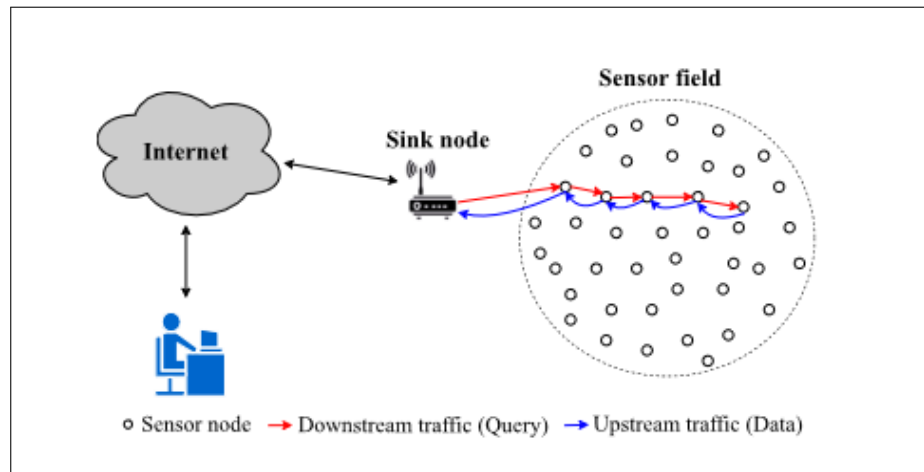 Sensor field
Sink node
Internet
Sensor node
Downstream traffic (Query)
Upstream traffic (Data)